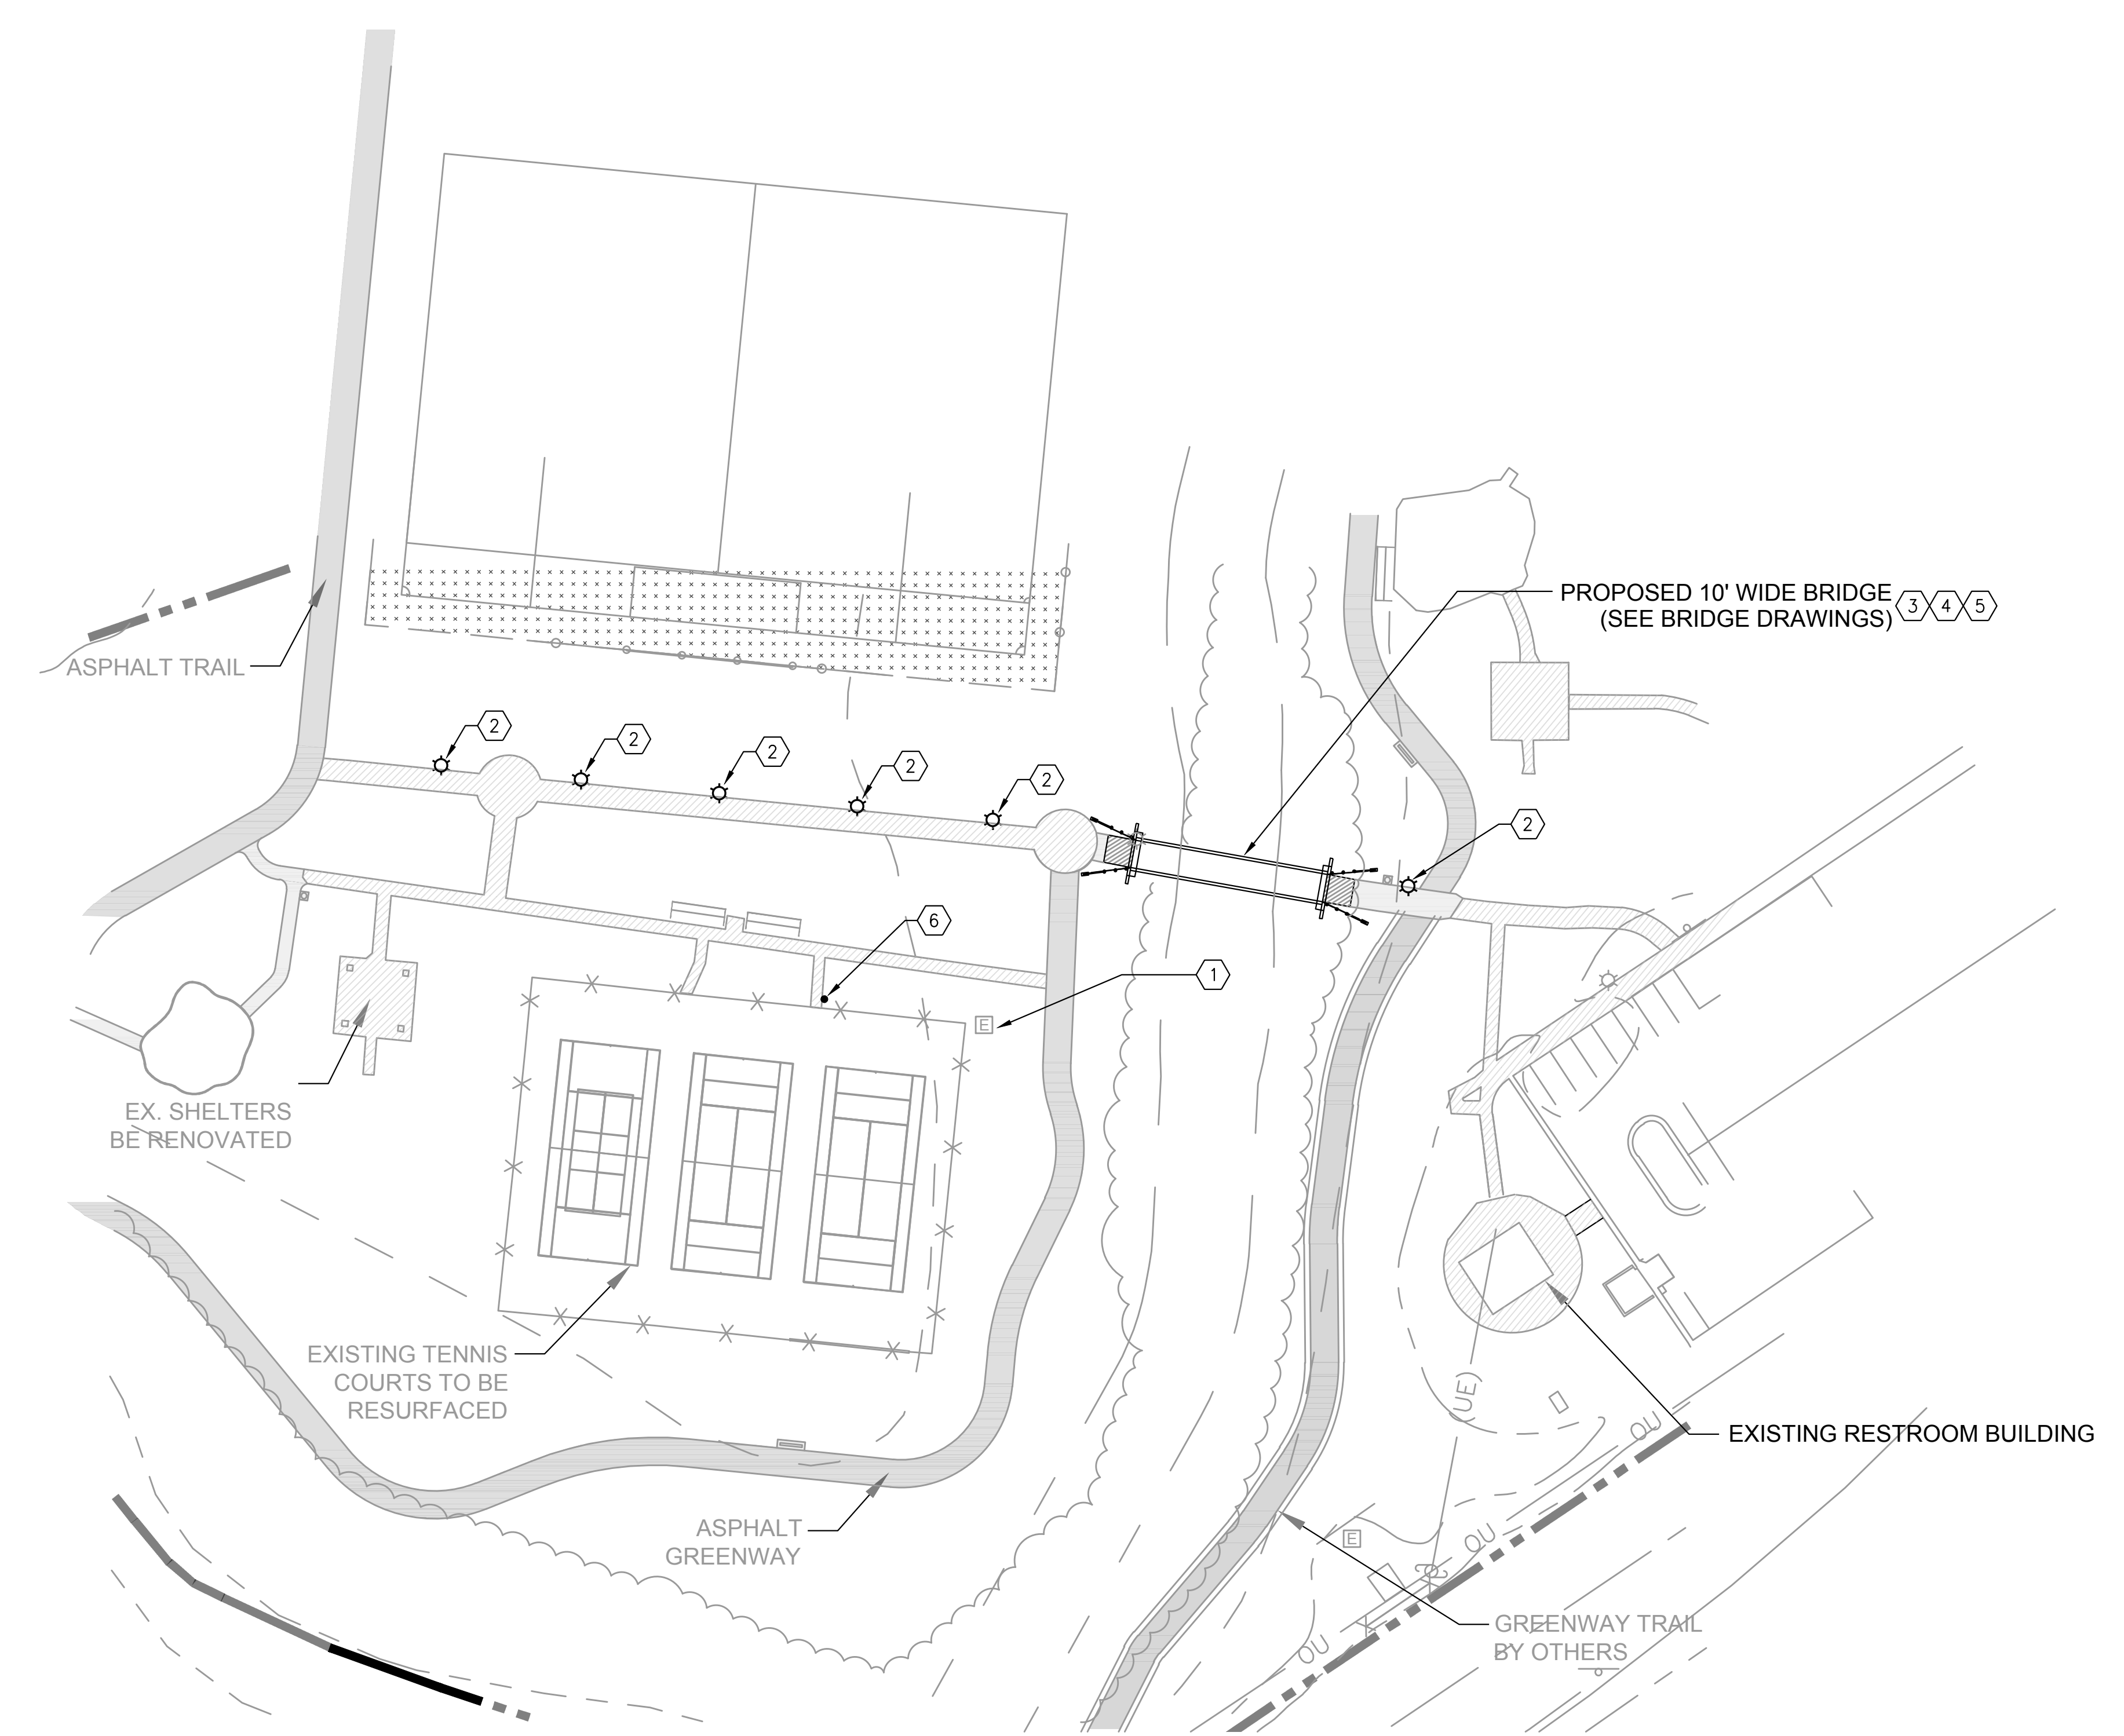 PROPOSED 10' WIDE BRIDGE
(SEE BRIDGE DRAWINGS) 3 4 5
ASPHALT TRAIL
2
2
2
2
2
2
6
1
E
EX. SHELTERS
BE RENOVATED
EXISTING TENNIS
COURTS TO BE
RESURFACED
(UE)
OU
EXISTING RESTROOM BUILDING
ASPHALT
GREENWAY
E
OU
OU
GREENWAY TRAIL
BY OTHERS